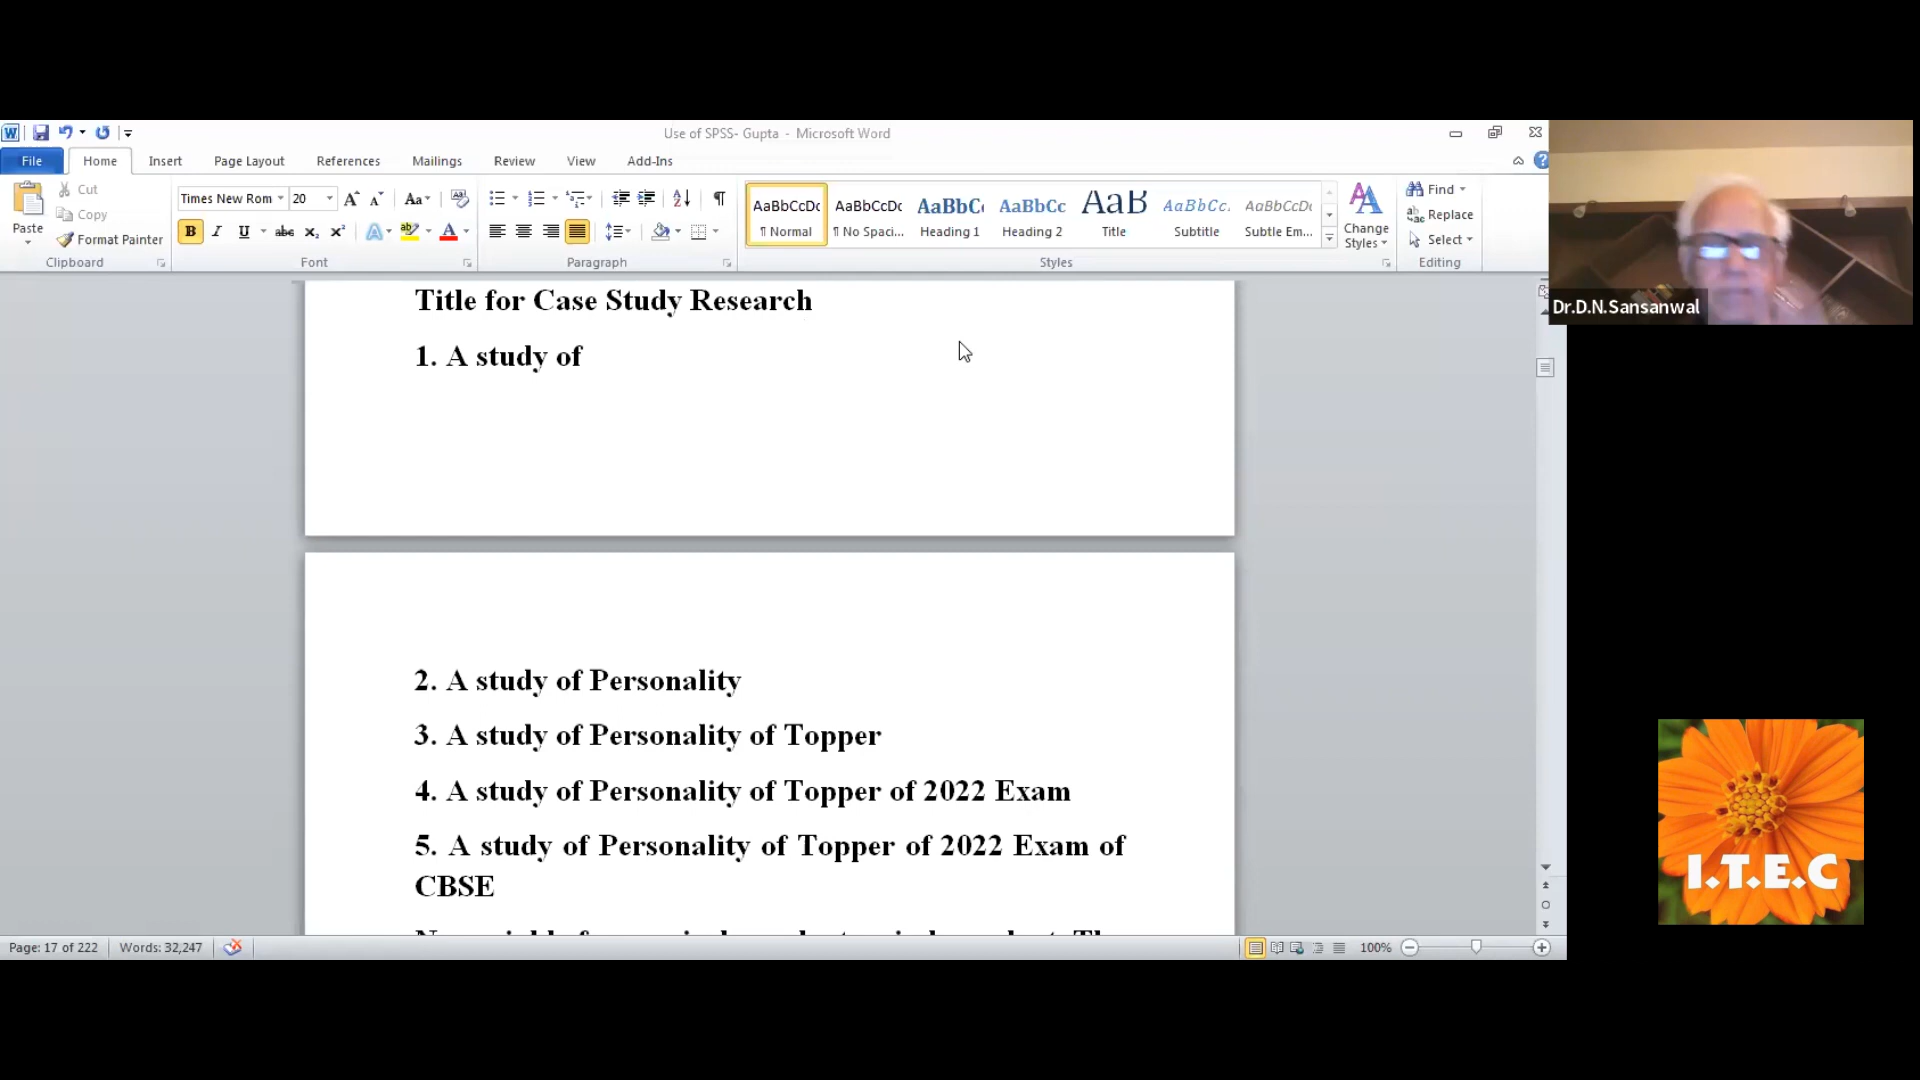 Use of SPSS- Gupta - Microsoft Word
File Home Insert Page Layout References Mailings Review View Add-Ins
Paste
Cut
Copy
Format Painter
Clipboard
Times New Rom 20
Font
Paragraph
AaBbCcDc AaBbCcDc AaBbC AaBbCc AaB AaBbCc. AaBbCcDc
¶ Normal ¶ No Spaci... Heading 1 Heading 2 Title Subtitle Subtle Em...
Styles
Change
Styles
Find
Replace
Select
Editing
Dr.D.N.Sansanwal
Title for Case Study Research
1. A study of
2. A study of Personality
3. A study of Personality of Topper
4. A study of Personality of Topper of 2022 Exam
5. A study of Personality of Topper of 2022 Exam of
CBSE
I.T.E.C
Page: 17 of 222 Words: 32,247
100%